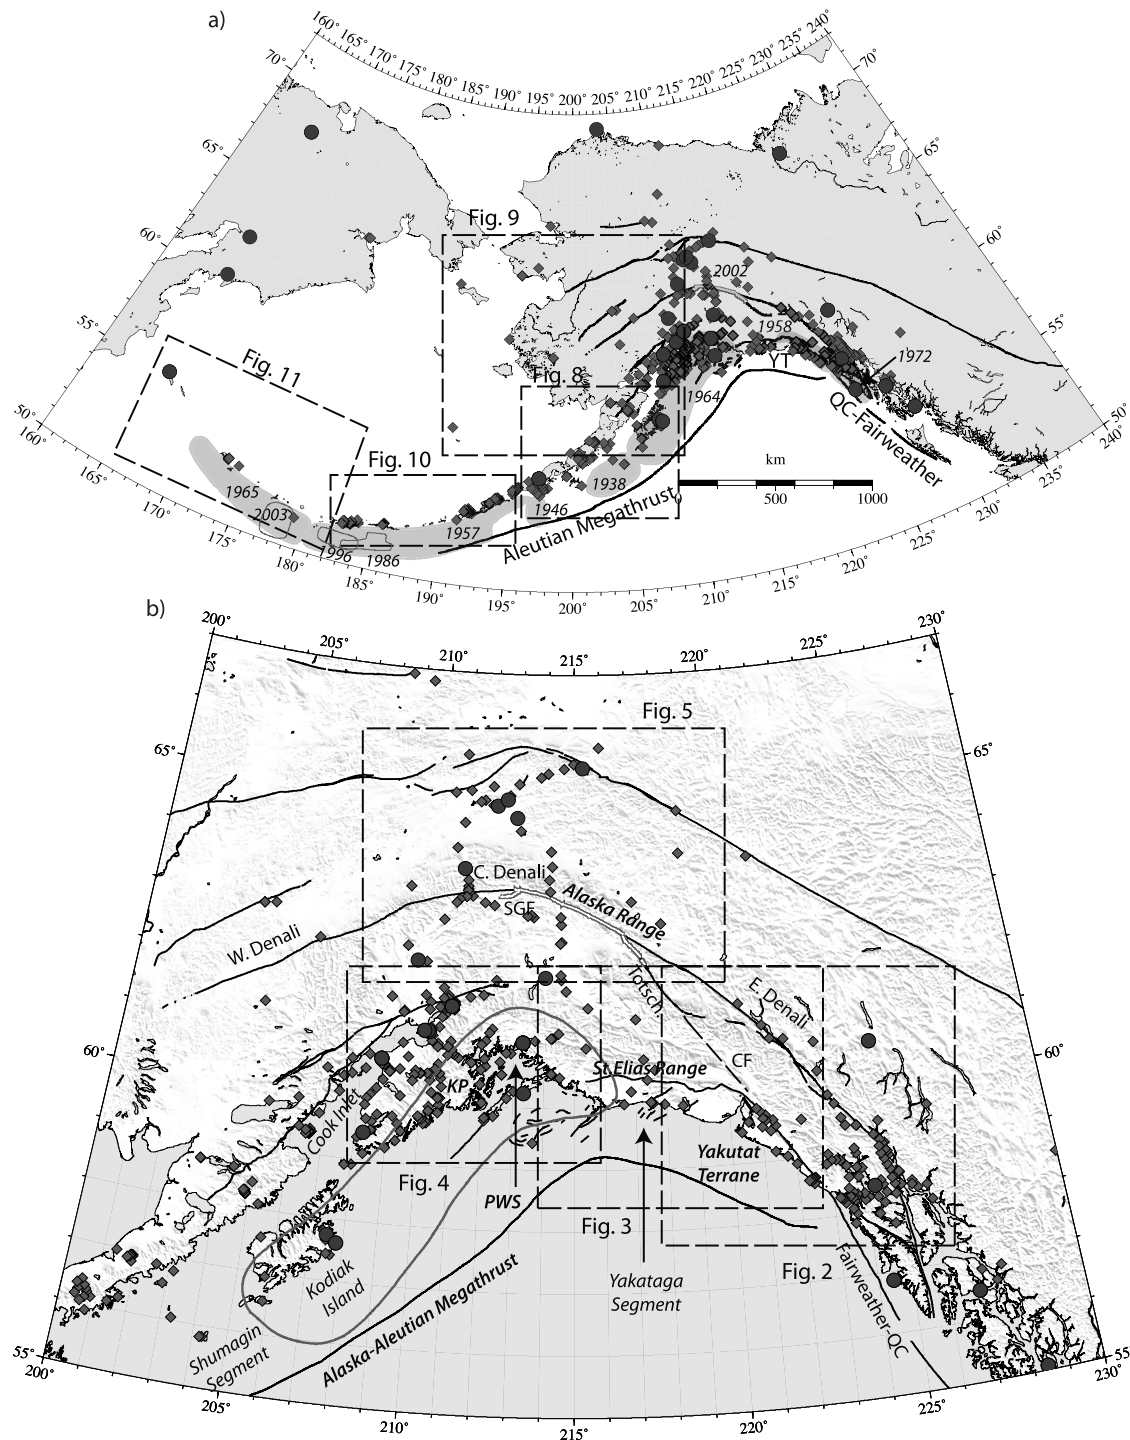 a)
160° 165° 170° 175° 180° 185° 190° 195° 200° 205° 210° 215° 220° 225° 230° 235° 240°
70°
70°
65°
65°
60°
60°
55°
55°
50°
50°
160°
240°
165°
235°
170°
230°
175°
225°
180°
220°
185°
215°
190°
210°
195°
205°
200°
Fig. 9
2002
1958
1972
YT
Fig. 11
Fig. 8
1964
QC-Fairweather
Fig. 10
km
0 500 1000
1965
2003
1938
1946
1957
1996
1986
Aleutian Megathrust
b)
200°
205°
210°
215°
220°
225°
230°
65°
65°
60°
60°
55°
55°
200°
205°
210°
215°
220°
225°
230°
Fig. 5
C. Denali
SGF
Alaska Range
W. Denali
Totsch.
E. Denali
CF
St Elias Range
KP
Cook Inlet
Yakutat
Terrane
Fig. 4
PWS
Fig. 3
Fig. 2
Yakataga
Segment
Kodiak
Island
Fairweather-QC
Shumagin
Segment
Alaska-Aleutian Megathrust